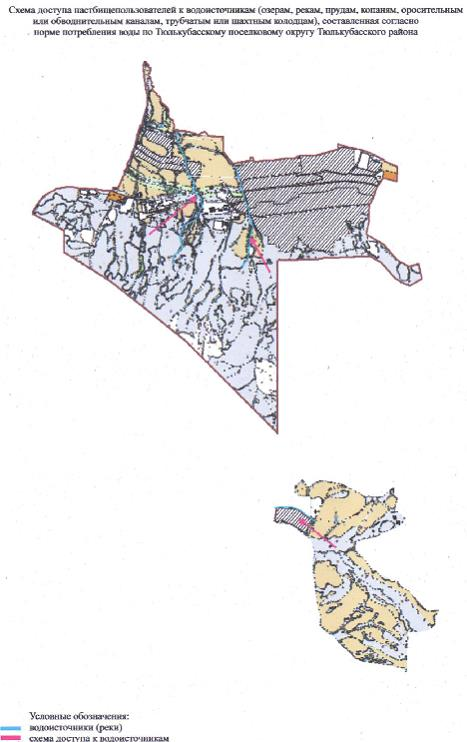 Схема доступа пастбищепользователей к водоисточникам (озерам, рекам, прудам, копаням, оросительным
или обводнительным каналам, трубчатым или шахтным колодцам), составленная согласно
норме потребления воды по Тюлькубасскому поселковому округу Тюлькубасского района
Условные обозначения:
водоисточники (реки)
схема доступа к водоисточникам